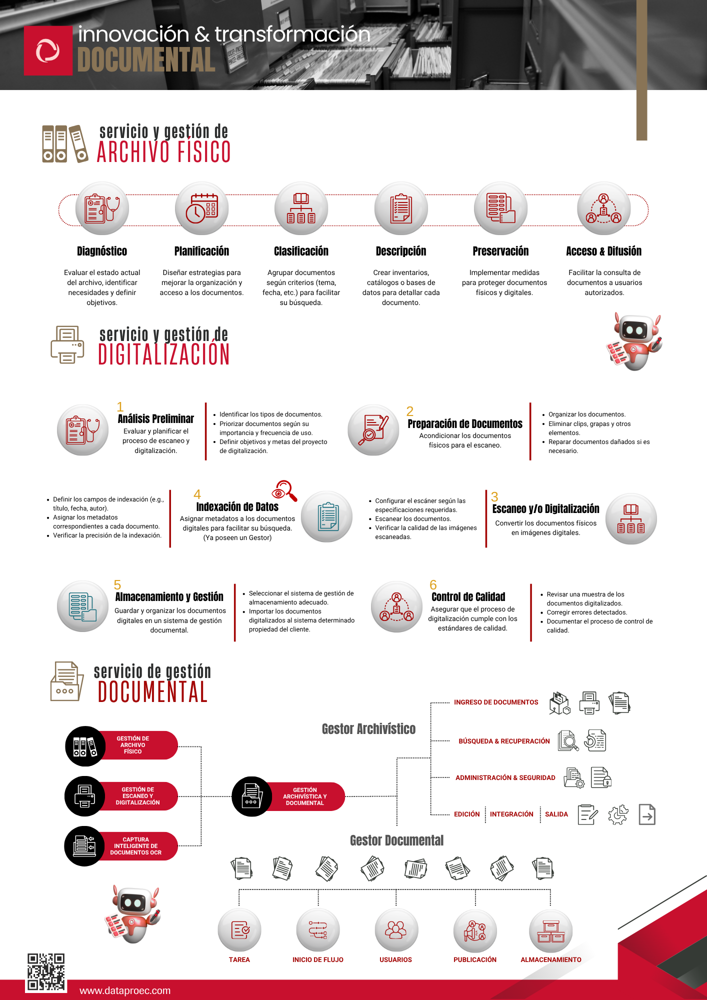 innovación & transformación
DOCUMENTAL
servicio y gestión de
ARCHIVO FÍSICO
Diagnóstico
Evaluar el estado actual
del archivo, identificar
necesidades y definir
objetivos.
Planificación
Diseñar estrategias para
mejorar la organización y
acceso a los documentos.
Clasificación
Agrupar documentos
según criterios (tema,
fecha, etc.) para facilitar
su búsqueda.
Descripción
Crear inventarios,
catálogos o bases de
datos para detallar cada
documento.
Preservación
Implementar medidas
para proteger documentos
físicos y digitales.
Acceso & Difusión
Facilitar la consulta de
documentos a usuarios
autorizados.
servicio y gestión de
DIGITALIZACIÓN
1
Análisis Preliminar
Evaluar y planificar el
proceso de escaneo y
digitalización.
• Identificar los tipos de documentos.
• Priorizar documentos según su
importancia y frecuencia de uso.
• Definir objetivos y metas del proyecto
de digitalización.
2
Preparación de Documentos
Acondicionar los documentos
físicos para el escaneo.
• Organizar los documentos.
• Eliminar clips, grapas y otros
elementos.
• Reparar documentos dañados si es
necesario.
• Definir los campos de indexación (e.g.,
título, fecha, autor).
• Asignar los metadatos
correspondientes a cada documento.
• Verificar la precisión de la indexación.
4
Indexación de Datos
Asignar metadatos a los documentos
digitales para facilitar su búsqueda.
(Ya poseen un Gestor)
• Configurar el escáner según las
especificaciones requeridas.
• Escanear los documentos.
• Verificar la calidad de las imágenes
escaneadas.
3
Escaneo y/o Digitalización
Convertir los documentos físicos
en imágenes digitales.
5
Almacenamiento y Gestión
Guardar y organizar los documentos
digitales en un sistema de gestión
documental.
• Seleccionar el sistema de gestión de
almacenamiento adecuado.
• Importar los documentos
digitalizados al sistema determinado
propiedad del cliente.
6
Control de Calidad
Asegurar que el proceso de
digitalización cumple con los
estándares de calidad.
• Revisar una muestra de los
documentos digitalizados.
• Corregir errores detectados.
• Documentar el proceso de control de
calidad.
servicio de gestión
DOCUMENTAL
GESTIÓN DE
ARCHIVO
FÍSICO
GESTIÓN DE
ESCANEO Y
DIGITALIZACIÓN
CAPTURA
INTELIGENTE DE
DOCUMENTOS OCR
GESTIÓN
ARCHIVÍSTICA Y
DOCUMENTAL
Gestor Archivístico
INGRESO DE DOCUMENTOS
BÚSQUEDA & RECUPERACIÓN
ADMINISTRACIÓN & SEGURIDAD
EDICIÓN INTEGRACIÓN SALIDA
Gestor Documental
TAREA
INICIO DE FLUJO
USUARIOS
PUBLICACIÓN
ALMACENAMIENTO
www.dataproec.com